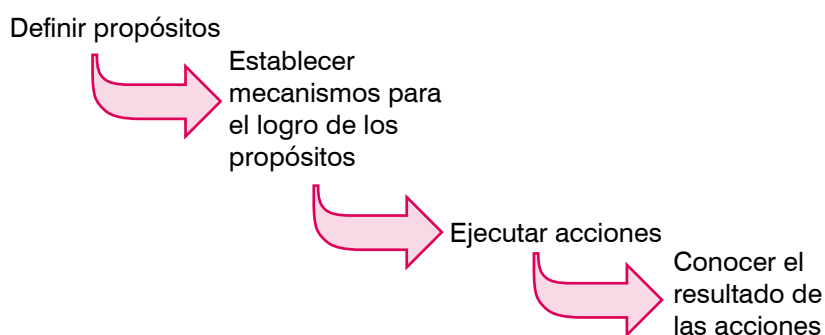 Definir propósitos
Establecer
mecanismos para
el logro de los
propósitos
Ejecutar acciones
Conocer el
resultado de
las acciones